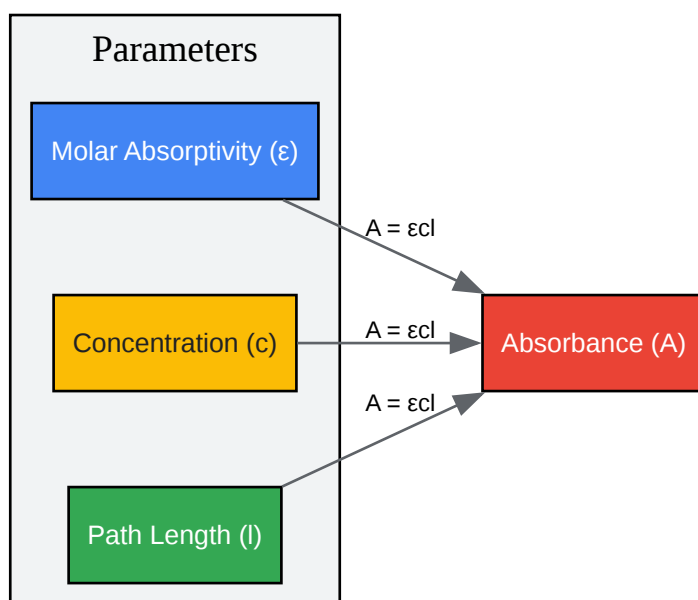 Parameters
Molar Absorptivity (ε)
A = εcl
Concentration (c)
A = εcl
Absorbance (A)
A = εcl
Path Length (l)